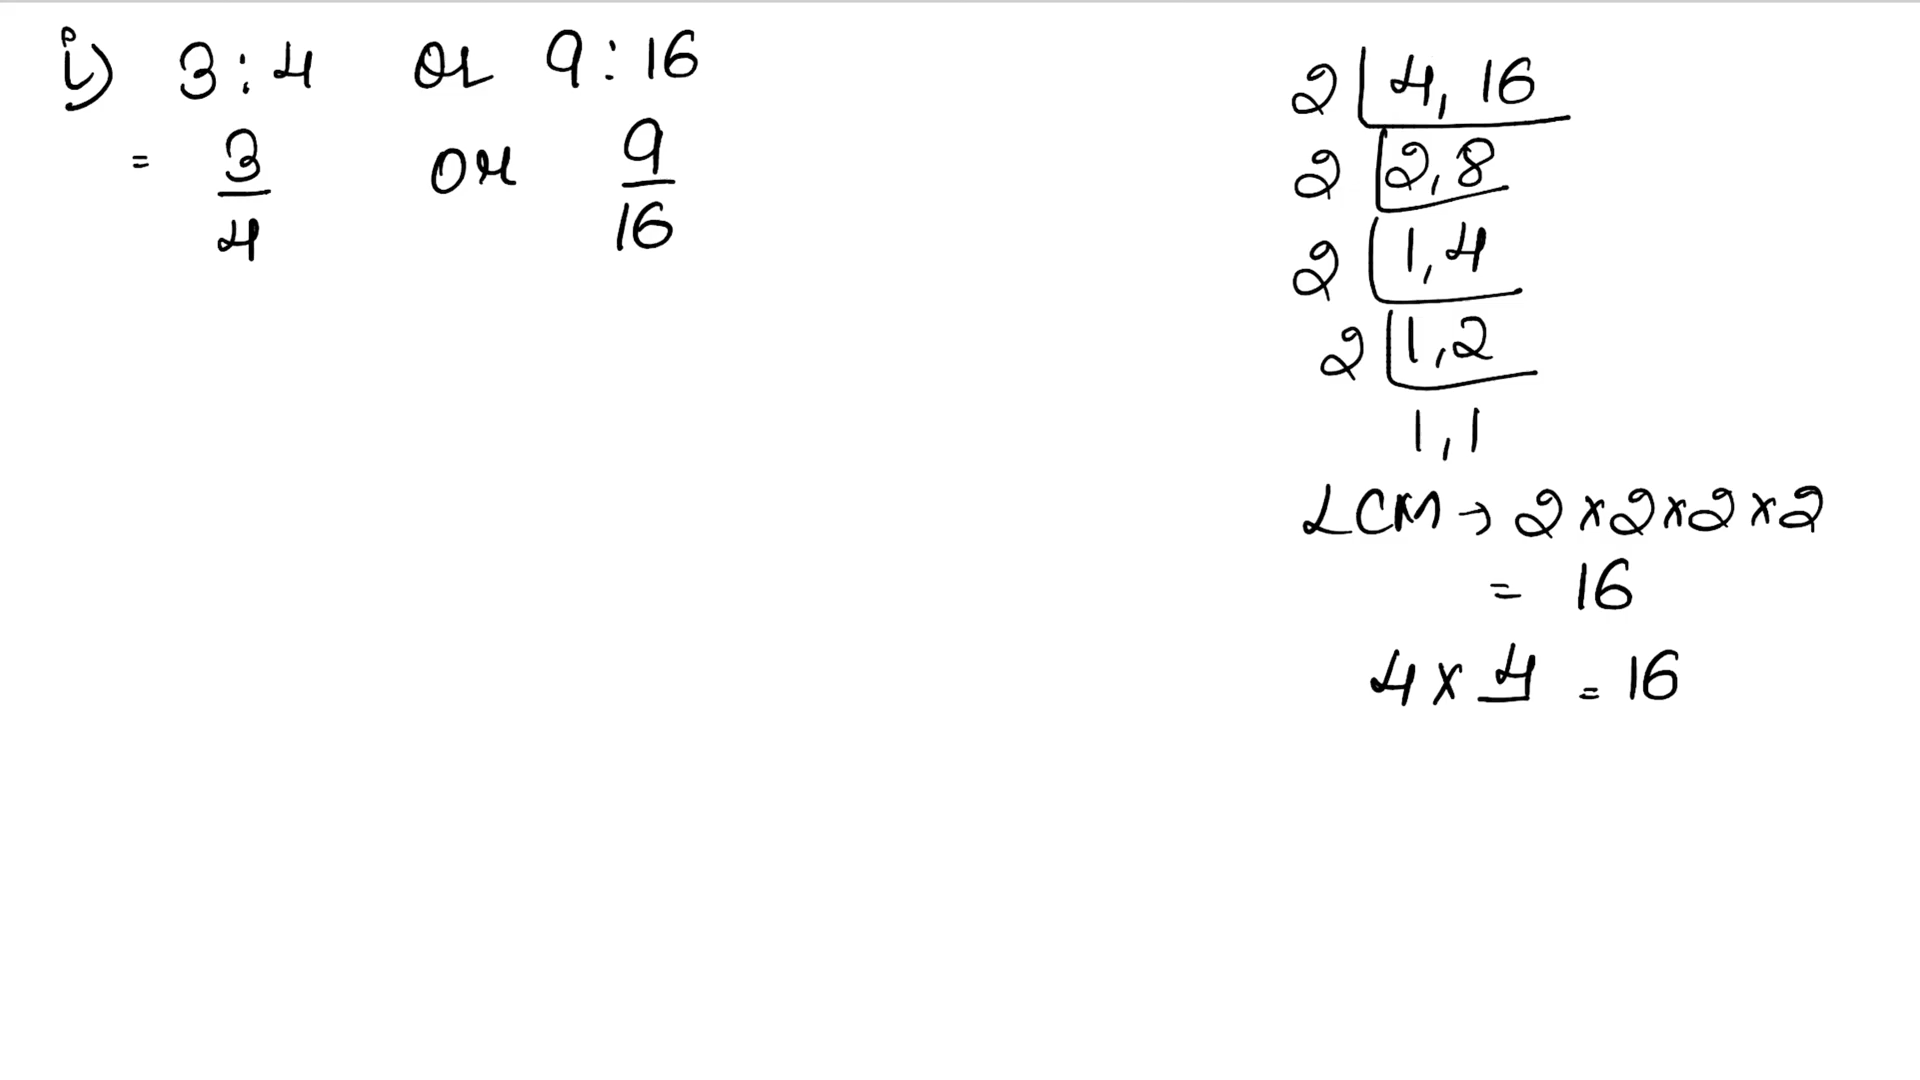 i) 3 : 4 or 9 : 16
= 3/4 or 9/16
2 | 4, 16
2 | 2, 8
2 | 1, 4
2 | 1, 2
1, 1
LCM → 2 × 2 × 2 × 2
= 16
4 × 4 = 16